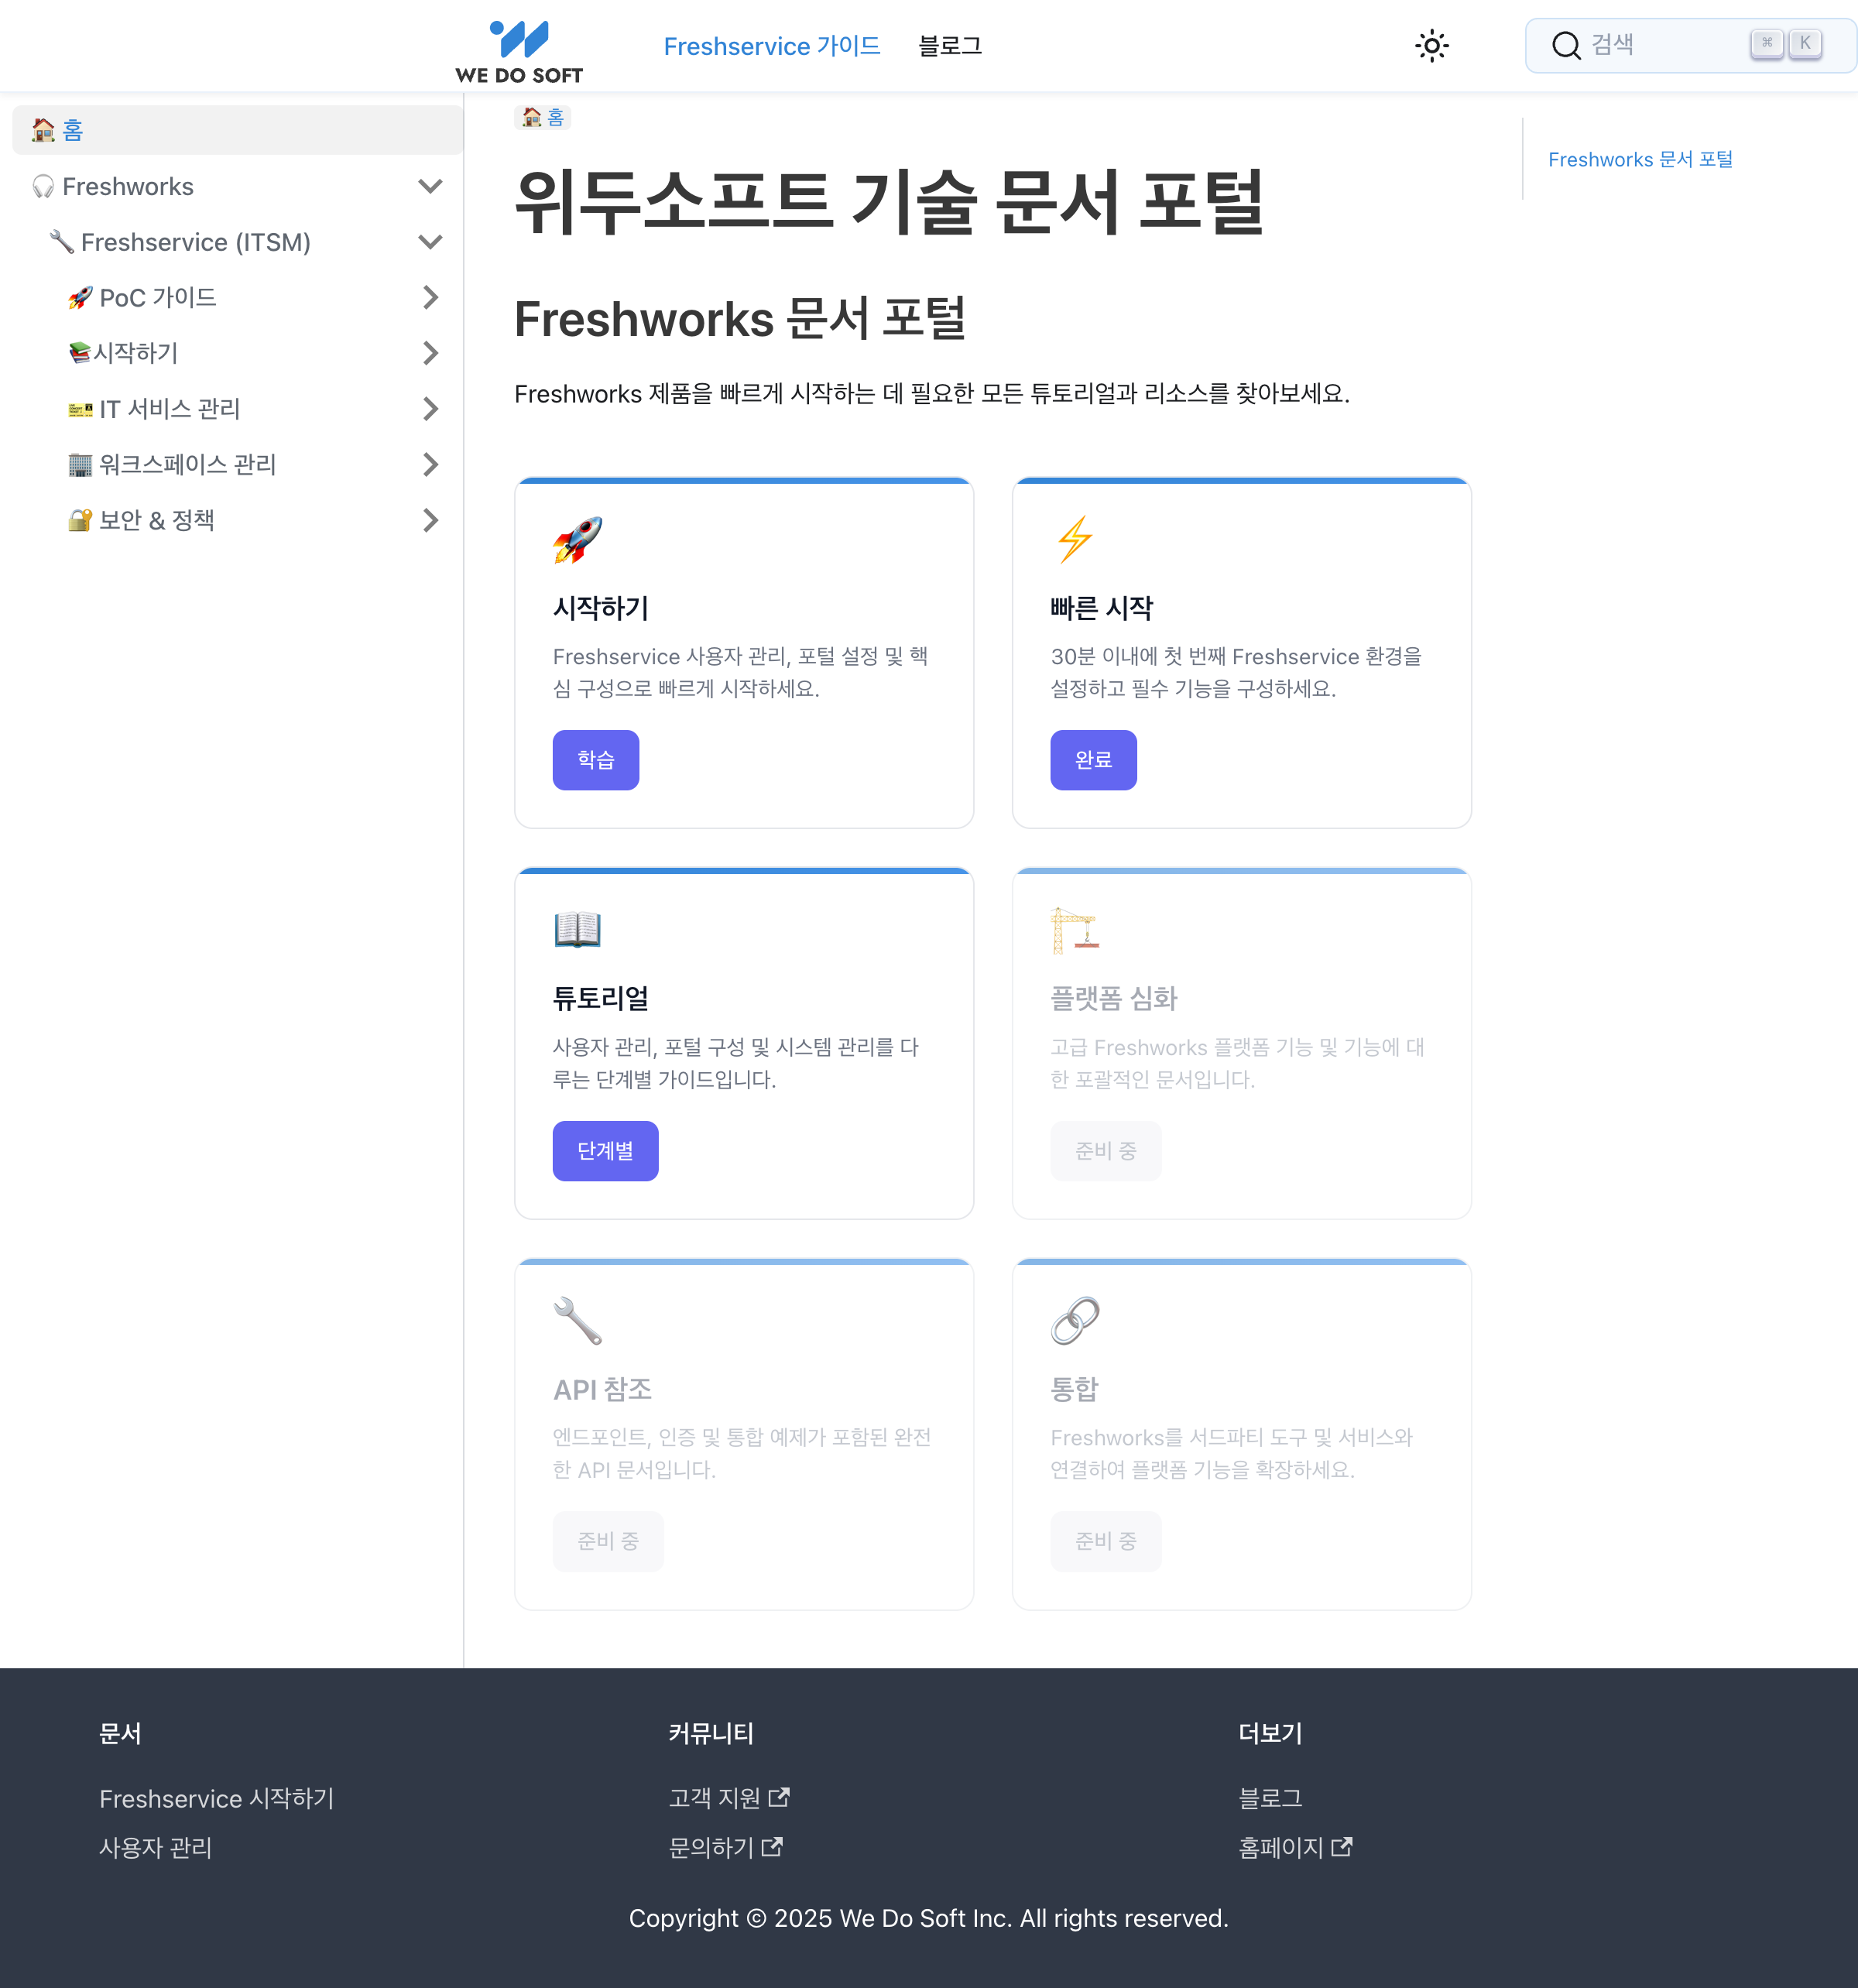 WE DO SOFT
Freshservice 가이드
블로그
검색
⌘ K
홈
Freshworks
Freshservice (ITSM)
PoC 가이드
시작하기
IT 서비스 관리
워크스페이스 관리
보안 & 정책
홈
위두소프트 기술 문서 포털
Freshworks 문서 포털
Freshworks 제품을 빠르게 시작하는 데 필요한 모든 튜토리얼과 리소스를 찾아보세요.
시작하기
Freshservice 사용자 관리, 포털 설정 및 핵
심 구성으로 빠르게 시작하세요.
학습
빠른 시작
30분 이내에 첫 번째 Freshservice 환경을
설정하고 필수 기능을 구성하세요.
완료
튜토리얼
사용자 관리, 포털 구성 및 시스템 관리를 다
루는 단계별 가이드입니다.
단계별
플랫폼 심화
고급 Freshworks 플랫폼 기능 및 기능에 대
한 포괄적인 문서입니다.
준비 중
API 참조
엔드포인트, 인증 및 통합 예제가 포함된 완전
한 API 문서입니다.
준비 중
통합
Freshworks를 서드파티 도구 및 서비스와
연결하여 플랫폼 기능을 확장하세요.
준비 중
Freshworks 문서 포털
문서
Freshservice 시작하기
사용자 관리
커뮤니티
고객 지원
문의하기
더보기
블로그
홈페이지
Copyright © 2025 We Do Soft Inc. All rights reserved.